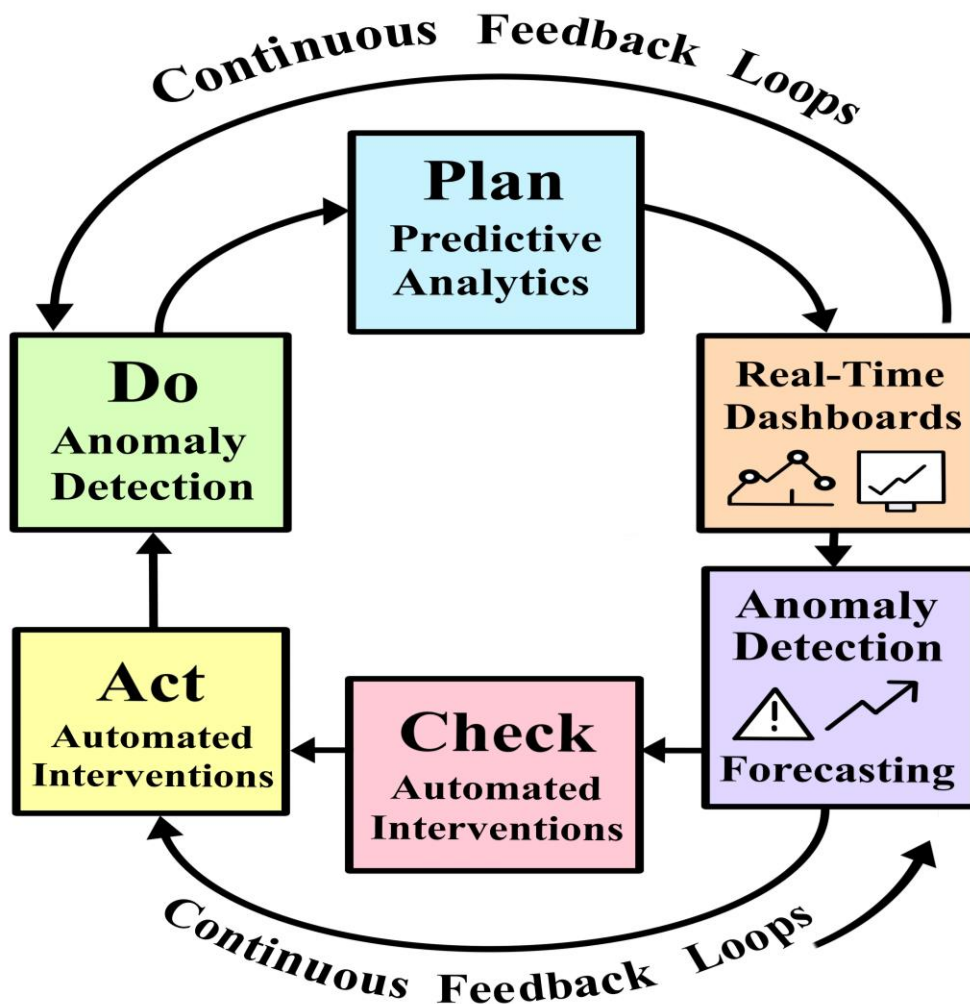 Continuous Feedback Loops
Plan
Predictive
Analytics
Do
Anomaly
Detection
Real-Time
Dashboards
Anomaly
Detection
Forecasting
Act
Automated
Interventions
Check
Automated
Interventions
Continuous Feedback Loops